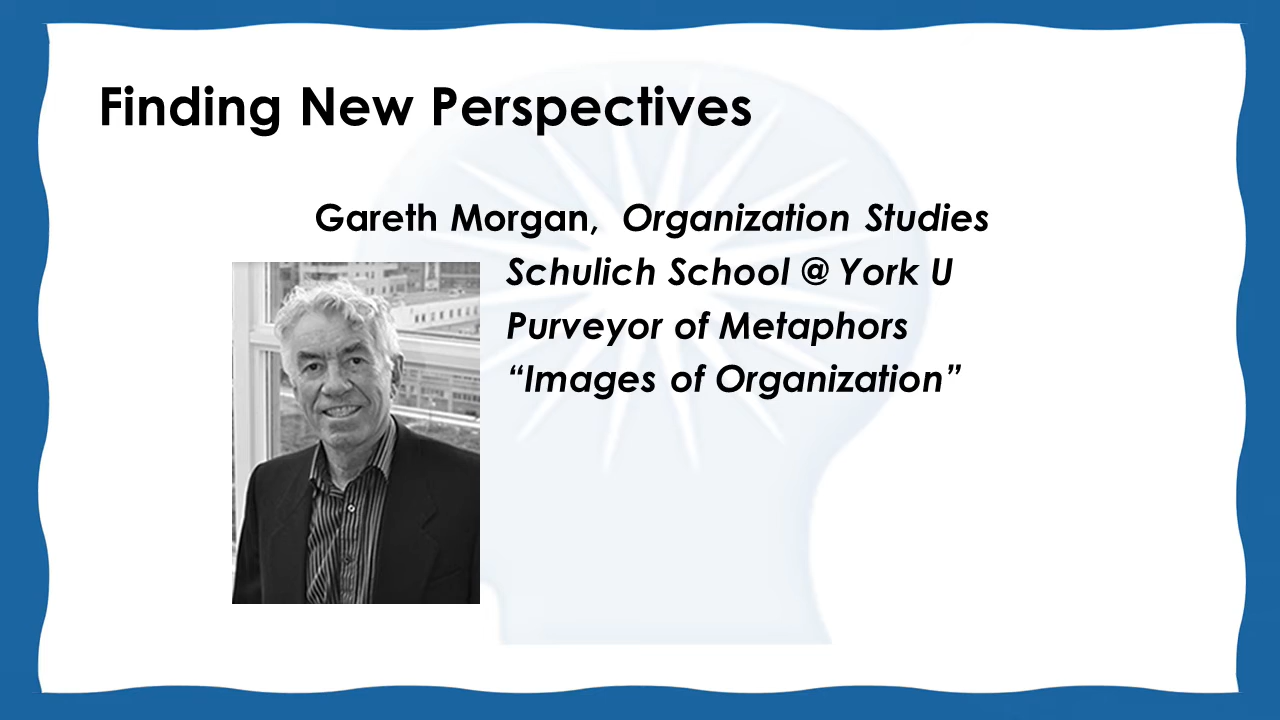 Finding New Perspectives
Gareth Morgan, Organization Studies
Schulich School @ York U
Purveyor of Metaphors
“Images of Organization”